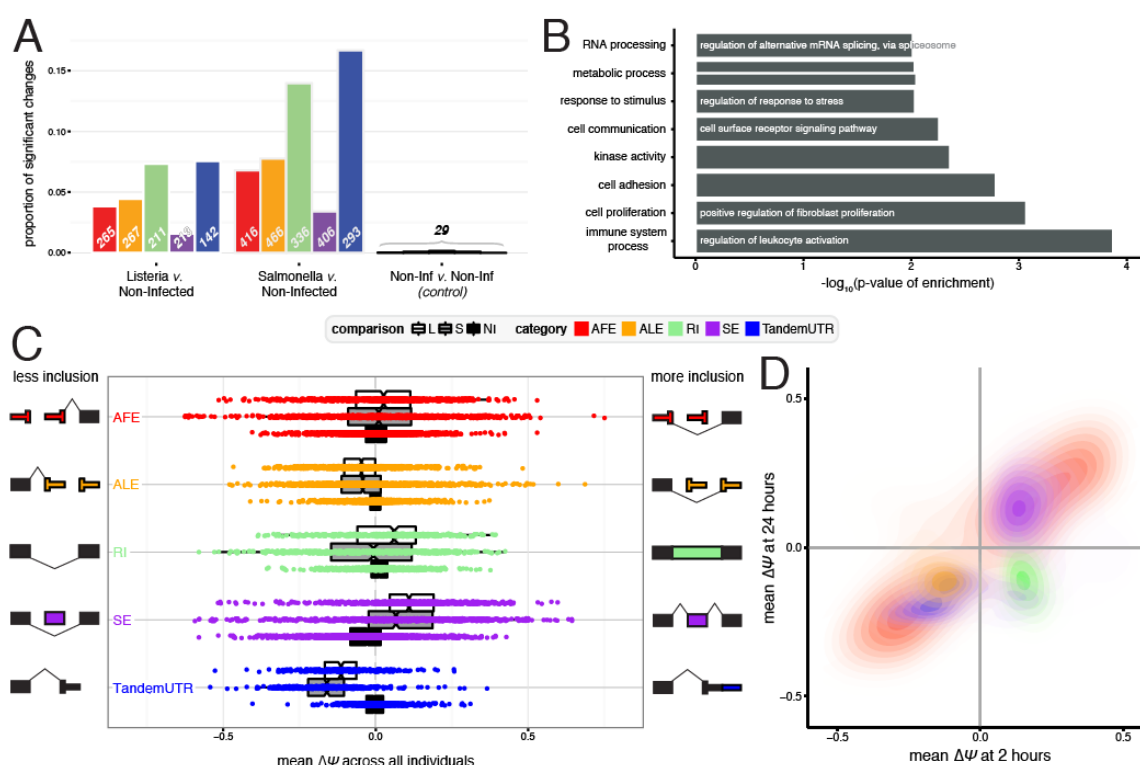 A
proportion of significant changes
0.15
0.10
0.05
0.00
265
267
211
142
416
466
336
406
293
29
Listeria v.
Non-Infected
Salmonella v.
Non-Infected
Non-Inf v. Non-Inf
(control)
B
RNA processing
regulation of alternative mRNA splicing, via spliceosome
metabolic process
response to stimulus
regulation of response to stress
cell communication
cell surface receptor signaling pathway
kinase activity
cell adhesion
cell proliferation
positive regulation of fibroblast proliferation
immune system
process
regulation of leukocyte activation
0 1 2 3 4
-log10(p-value of enrichment)
comparison L S NI category AFE ALE RI SE TandemUTR
C
less inclusion
more inclusion
AFE
ALE
RI
SE
TandemUTR
-0.5 0.0 0.5
mean ΔΨ across all individuals
D
mean ΔΨ at 24 hours
0.5
0.0
-0.5
-0.5 0.0 0.5
mean ΔΨ at 2 hours